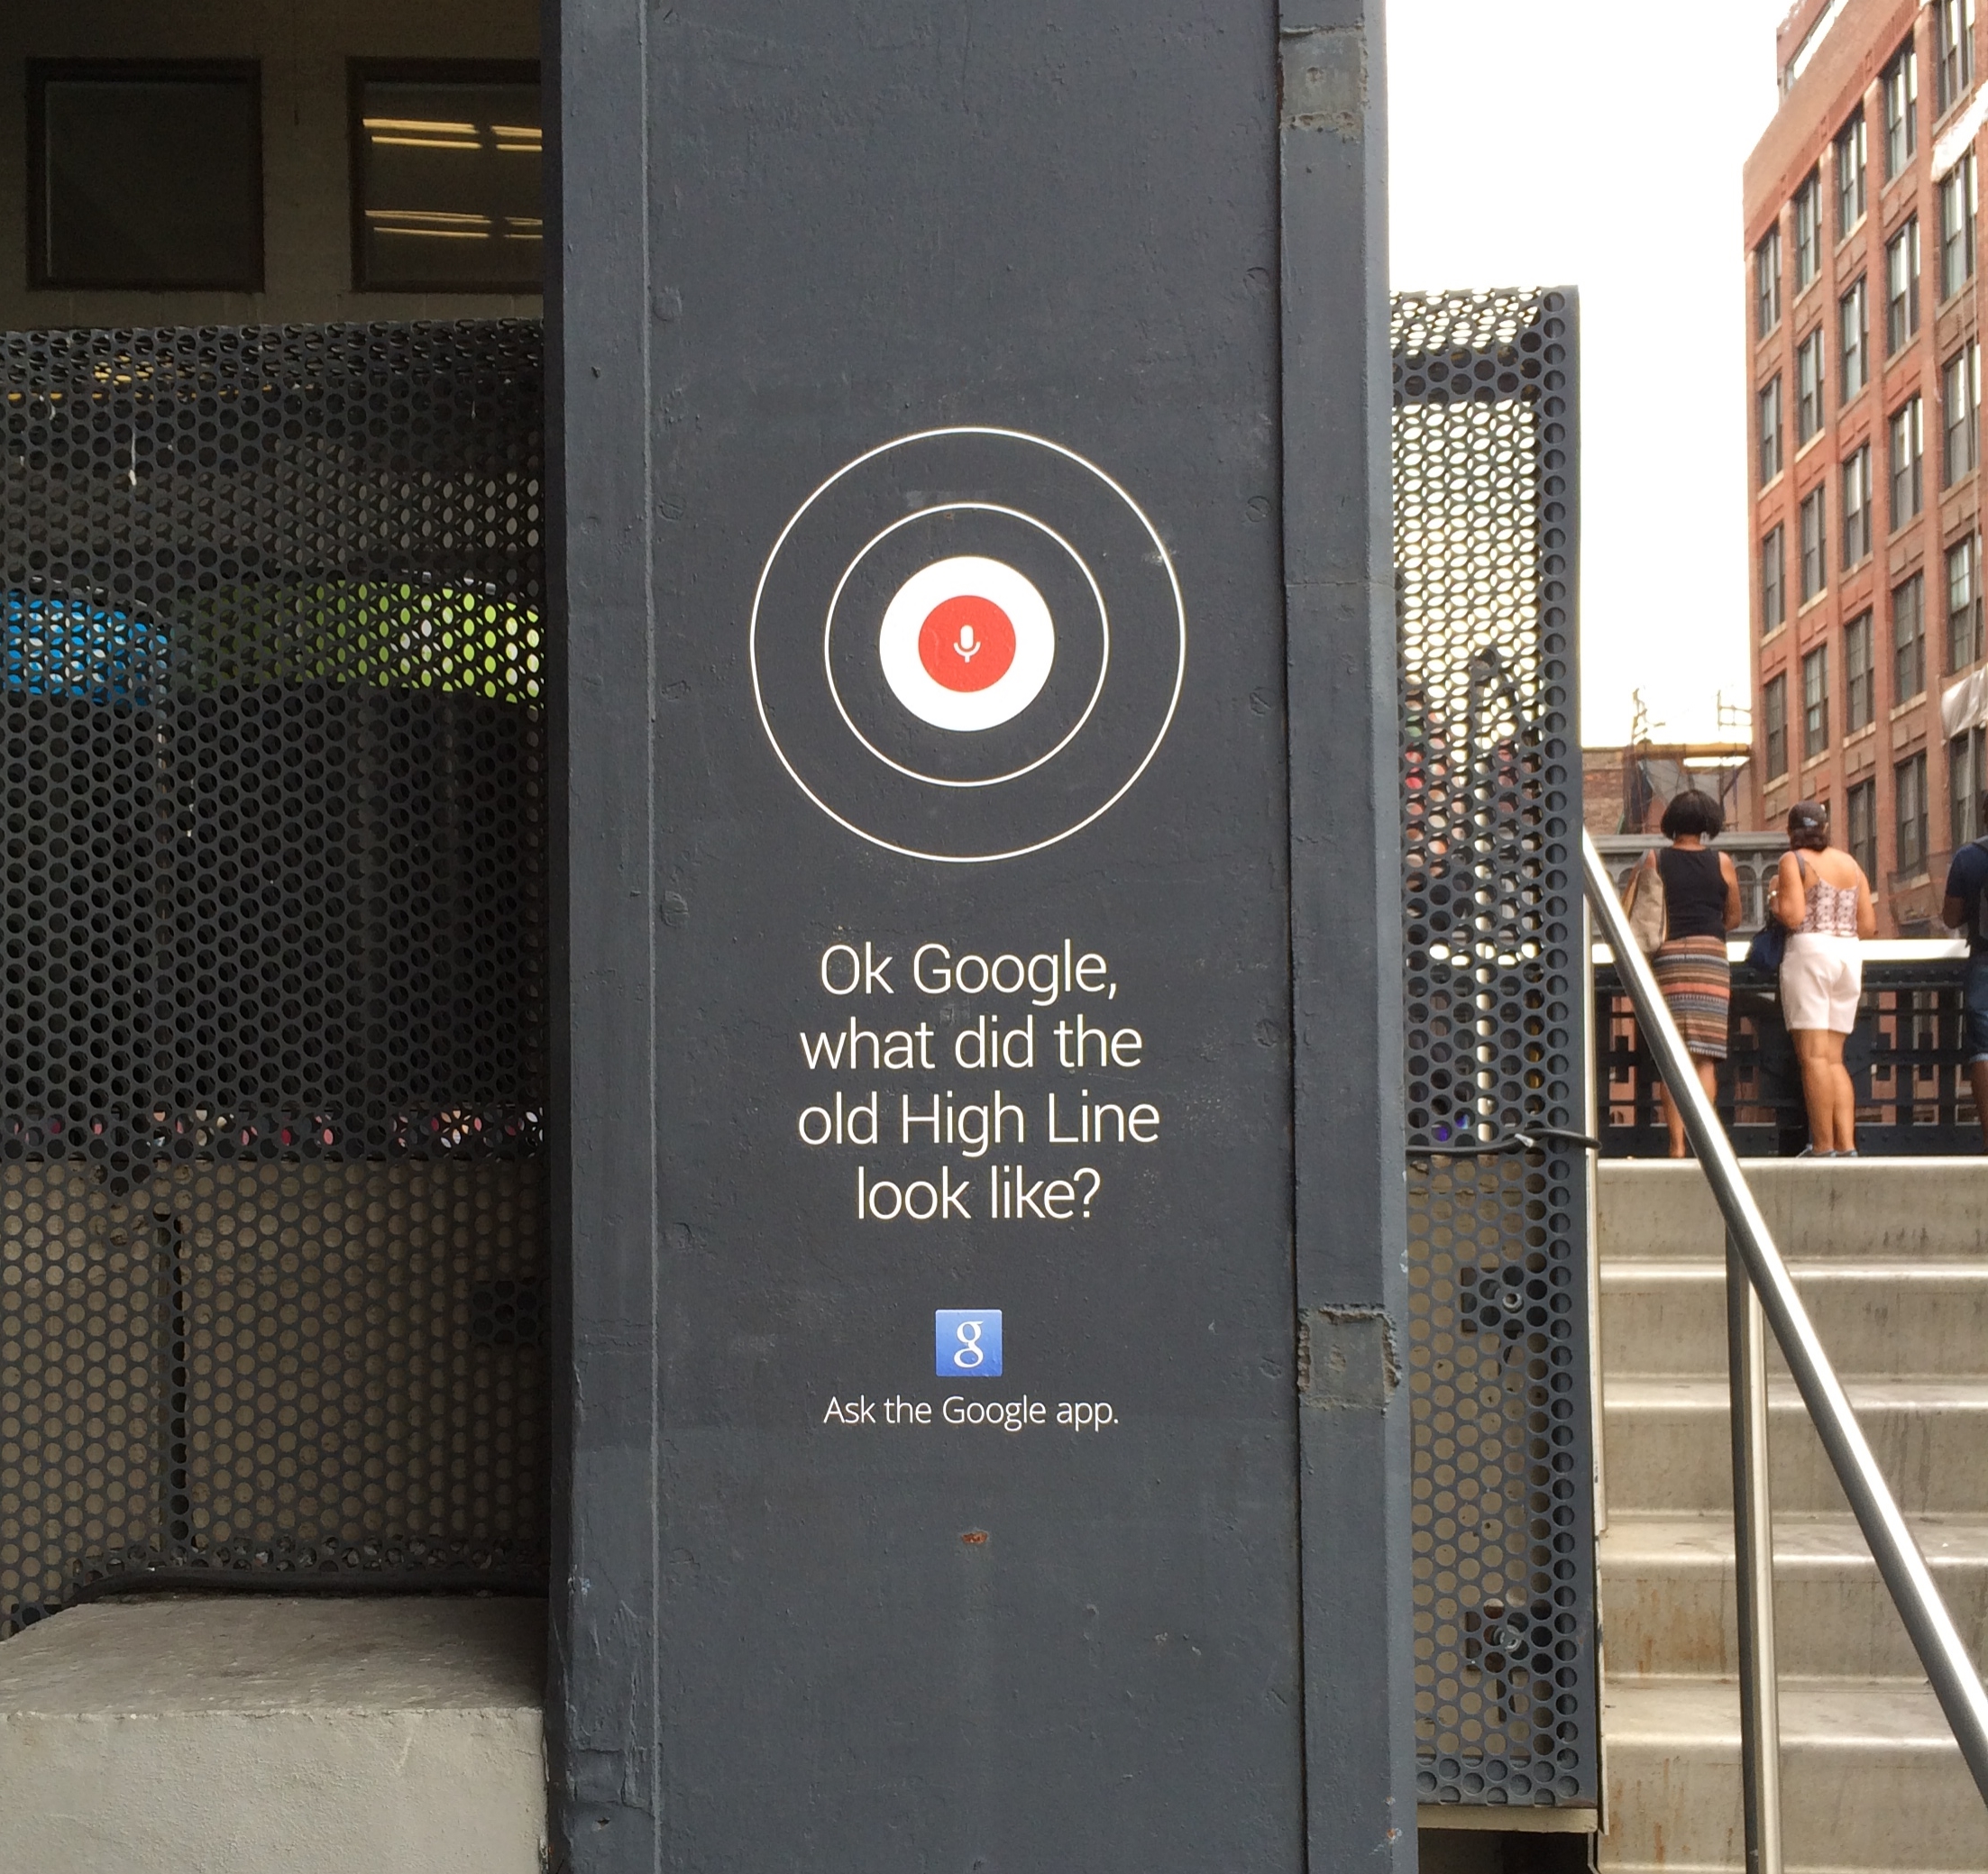 Ok Google,
what did the
old High Line
look like?
g
Ask the Google app.